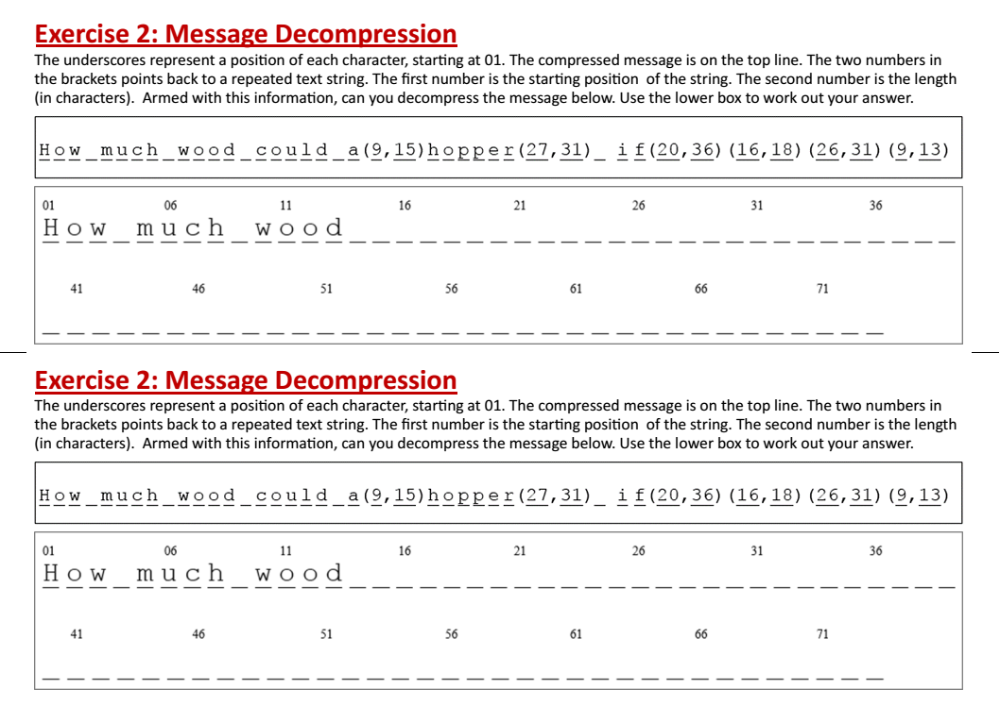 Exercise 2: Message Decompression
The underscores represent a position of each character, starting at 01. The compressed message is on the top line. The two numbers in
the brackets points back to a repeated text string. The first number is the starting position  of the string. The second number is the length
(in characters).  Armed with this information, can you decompress the message below. Use the lower box to work out your answer.
How_much_wood_could_a(9,15)hopper(27,31)_ if(20,36)(16,18)(26,31)(9,13)
01 06 11 16 21 26 31 36
How_much_wood_ _ _ _ _ _ _ _ _ _ _ _ _ _ _ _ _ _ _ _ _ _ _ _ _ _
41 46 51 56 61 66 71
_ _ _ _ _ _ _ _ _ _ _ _ _ _ _ _ _ _ _ _ _ _ _ _ _ _ _ _ _ _ _ _ _ _ _ _
Exercise 2: Message Decompression
The underscores represent a position of each character, starting at 01. The compressed message is on the top line. The two numbers in
the brackets points back to a repeated text string. The first number is the starting position  of the string. The second number is the length
(in characters).  Armed with this information, can you decompress the message below. Use the lower box to work out your answer.
How_much_wood_could_a(9,15)hopper(27,31)_ if(20,36)(16,18)(26,31)(9,13)
01 06 11 16 21 26 31 36
How_much_wood_ _ _ _ _ _ _ _ _ _ _ _ _ _ _ _ _ _ _ _ _ _ _ _ _ _
41 46 51 56 61 66 71
_ _ _ _ _ _ _ _ _ _ _ _ _ _ _ _ _ _ _ _ _ _ _ _ _ _ _ _ _ _ _ _ _ _ _ _